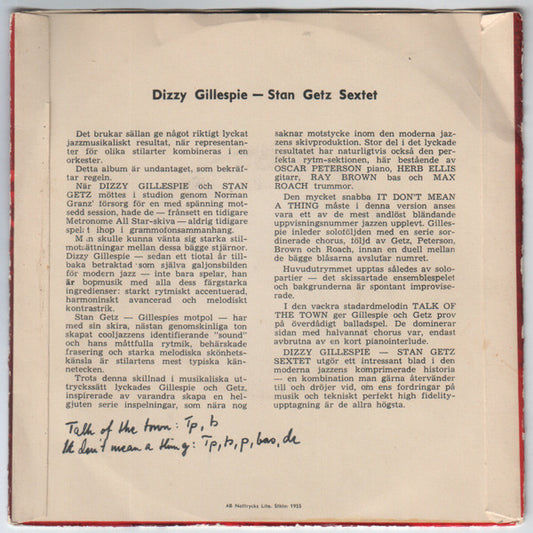 Dizzy Gillespie — Stan Getz Sextet
Det brukar sällan ge något riktigt lyckat
jazzmusikaliskt resultat, när representan-
ter för olika stilarter kombineras i en
orkester.
Detta album är undantaget, som bekräf-
tar regeln.
När DIZZY GILLESPIE och STAN
GETZ möttes i studion genom Norman
Granz' försorg för en med spänning mot-
sedd session, hade de – frånsett en tidigare
Metronome All Star-skiva – aldrig tidigare
spelat ihop i grammofonsammanhang.
Man skulle kunna vänta sig starka stil-
motsättningar mellan dessa bägge stjärnor.
Dizzy Gillespie – sedan ett tiotal år till-
baka betraktad som själva galjonsbilden
för modern jazz – inte bara spelar, han
är bopmusik med alla dess färgstarka
ingredienser: starkt rytmiskt accentuerad,
harmoninskt avancerad och melodiskt
kontrastrik.
Stan Getz – Gillespies motpol – har
med sin skira, nästan genomskinliga ton
skapat cooljazzens identifierande "sound"
och hans måttfulla rytmik, behärskade
frasering och starka melodiska skönhets-
känsla är stilartens mest typiska känne-
tecken.
Trots denna skillnad i musikaliska ut-
tryckssätt lyckades Gillespie och Getz,
inspirerade av varandra skapa en hel-
gjuten serie inspelningar, som nära nog
saknar motstycke inom den moderna jaz-
zens skivproduktion. Stor del i det lyckade
resultatet har naturligtvis också den per-
fekta rytm-sektionen, här bestående av
OSCAR PETERSON piano, HERB ELLIS
gitarr, RAY BROWN bas och MAX
ROACH trummor.
Den mycket snabba IT DON'T MEAN
A THING måste i denna version anses
vara ett av de mest andlöst bländande
uppvisningsnummer jazzen upplevt. Gilles-
pie inleder soloföljden med en serie sor-
dinerade chorus, följd av Getz, Peterson,
Brown och Roach, innan en duell mellan
de bägge blåsarna avslutar numret.
Huvudutrymmet upptas således av solo-
partier — det skissartade ensemblespelet
och bakgrunderna är spontant improvise-
rade.
I den vackra stadardmelodin TALK OF
THE TOWN ger Gillespie och Getz prov
på överdådigt balladspel. De dominerar
sidan med halvannat chorus var, endast
avbrutna av en kort pianointerlude.
DIZZY GILLESPIE — STAN GETZ
SEXTET utgör ett intressant blad i den
moderna jazzens komprimerade historia
— en kombination man gärna återvänder
till och dröjer vid, om ens fordringar på
musik och tekniskt perfekt high fidelity-
upptagning är de allra högsta.
Talk of the town: Tp, ts
It don't mean a thing: Tp, ts, p, bas, dr
AB Nattrycks Lito. Sthlm 1955